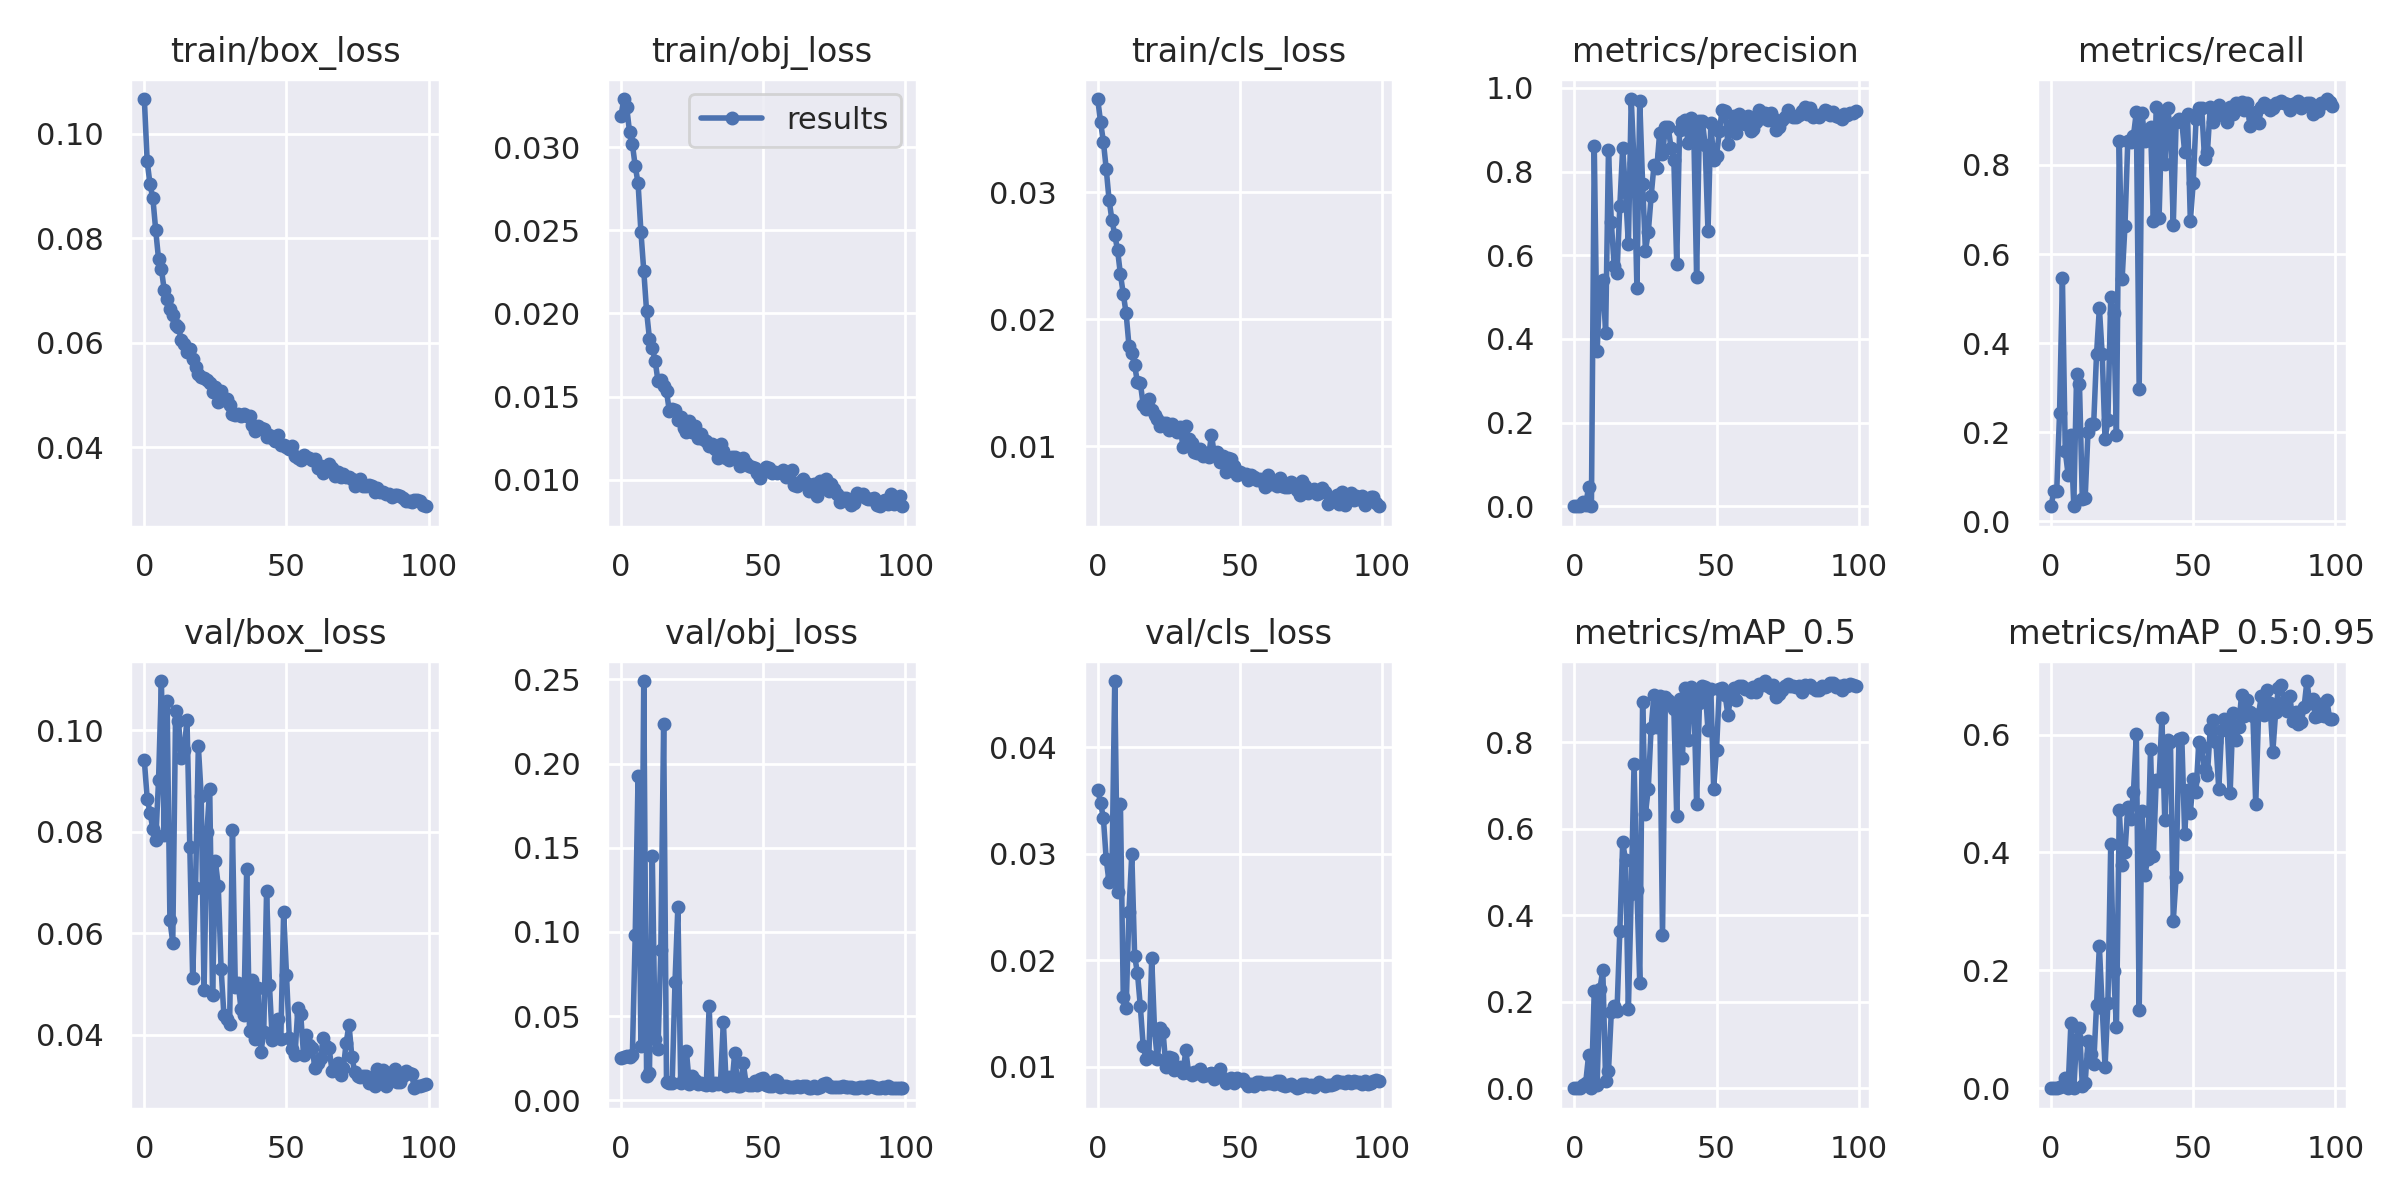 train/box_loss
0.10
0.08
0.06
0.04
0 50 100
train/obj_loss
results
0.030
0.025
0.020
0.015
0.010
0 50 100
train/cls_loss
0.03
0.02
0.01
0 50 100
metrics/precision
1.0
0.8
0.6
0.4
0.2
0.0
0 50 100
metrics/recall
0.8
0.6
0.4
0.2
0.0
0 50 100
val/box_loss
0.10
0.08
0.06
0.04
0 50 100
val/obj_loss
0.25
0.20
0.15
0.10
0.05
0.00
0 50 100
val/cls_loss
0.04
0.03
0.02
0.01
0 50 100
metrics/mAP_0.5
0.8
0.6
0.4
0.2
0.0
0 50 100
metrics/mAP_0.5:0.95
0.6
0.4
0.2
0.0
0 50 100